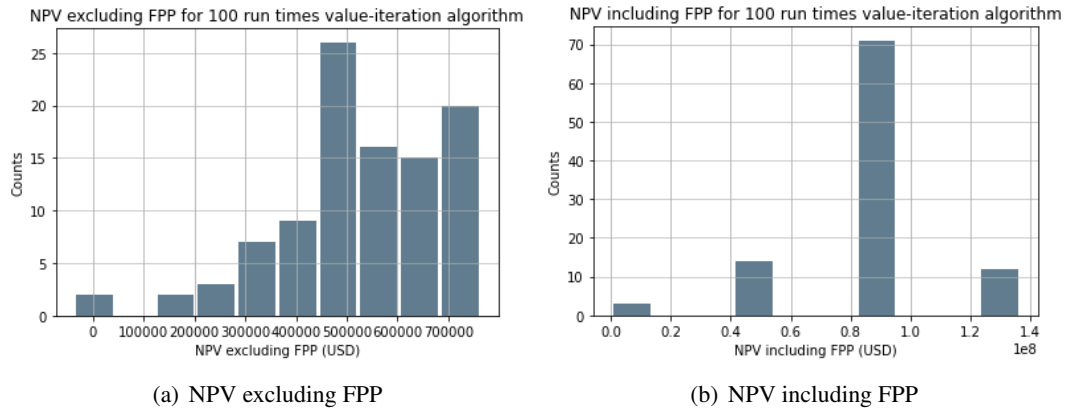 NPV excluding FPP for 100 run times value-iteration algorithm
25
20
15
10
5
0
Counts
0 100000 200000 300000 400000 500000 600000 700000
NPV excluding FPP (USD)
(a) NPV excluding FPP
NPV including FPP for 100 run times value-iteration algorithm
70
60
50
40
30
20
10
0
Counts
0.0 0.2 0.4 0.6 0.8 1.0 1.2 1.4
1e8
NPV including FPP (USD)
(b) NPV including FPP